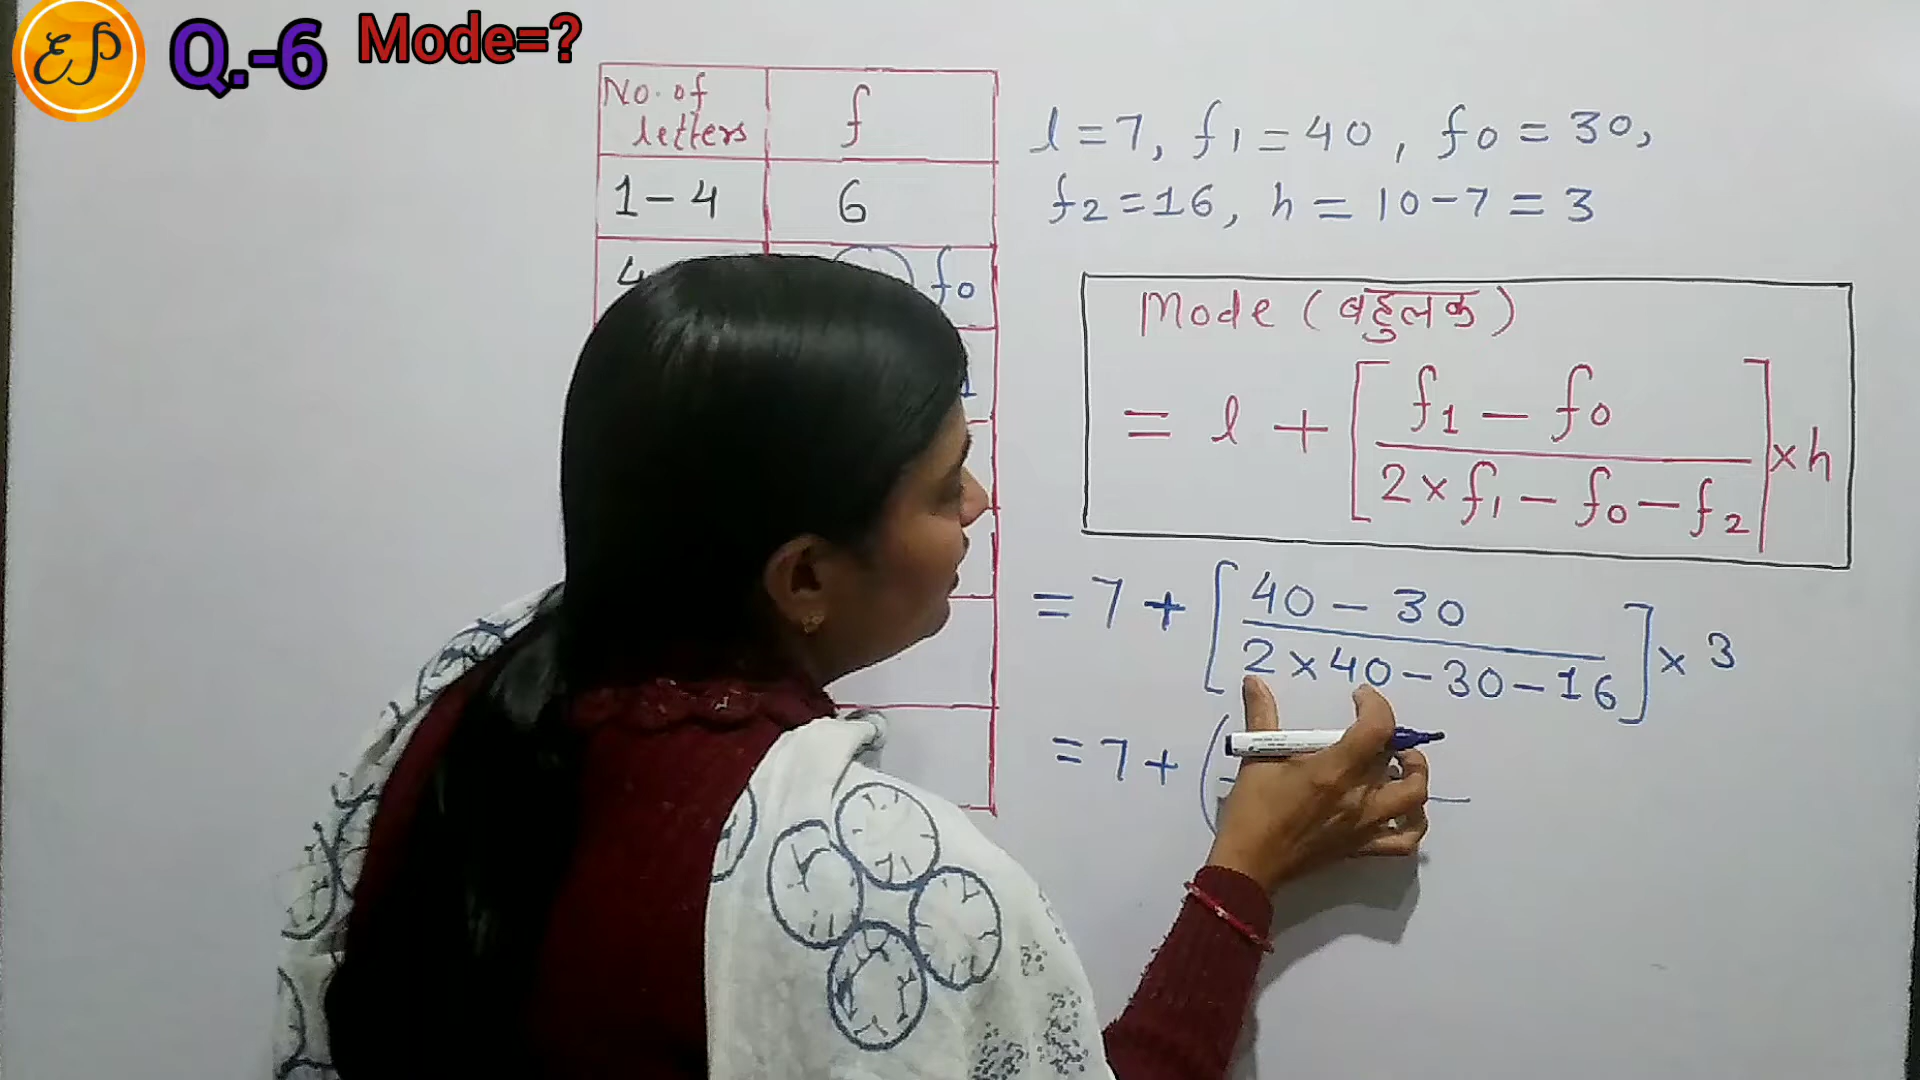 EP
Q.-6 Mode=?
No. of letters f
1-4 6
4 f0
1
l = 7, f1 = 40, f0 = 30,
f2 = 16, h = 10-7 = 3
Mode (बहुलक)
= l + [ f1 - f0 / 2×f1 - f0 - f2 ] × h
= 7 + [ 40 - 30 / 2×40-30-16 ] × 3
= 7 + (